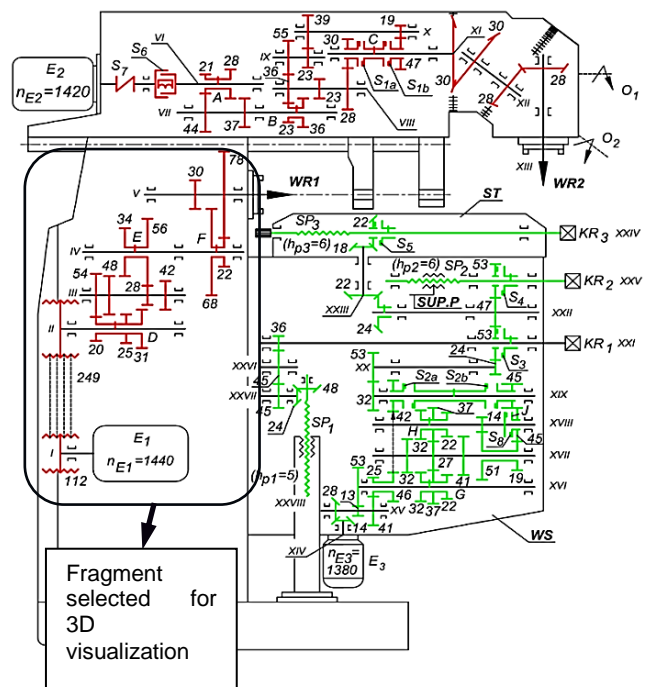 39 19 X
55 30 C XI 30
E2
nE2=1420
S7 S6 VI 21 28 IX 36 23 47
S1a S1b 30 28 XII 28 O1
A B VIII
VII 44 37 23 36 28
O2
XIII WR2
78
30
V WR1
ST
34 56 SP3 22
E F (hp3=6) 18 S5 KR3 XXIV
IV
54 48 48 42 22 (hp2=6) SP2 53
III 28 68 22 KR2 XXV
SUP.P S4
II D XXIII 47 XXII
20 25 31 24 53
36 KR1 XXI
249 53 24 S3
XXVI XX
45 48 S2a S2b 45
XXVII 32 XIX
45 24 SP1 42 37 14 J
XVIII
I E1 H S8 45
nE1=1440 53 25 32 22 XVII
(hp1=5) 27 51 19
41 XVI
112 XXVIII 28 13 46 G
XV 32 37 22
14 41
XIV WS
nE3=
1380 E3
Fragment
selected for
3D
visualization